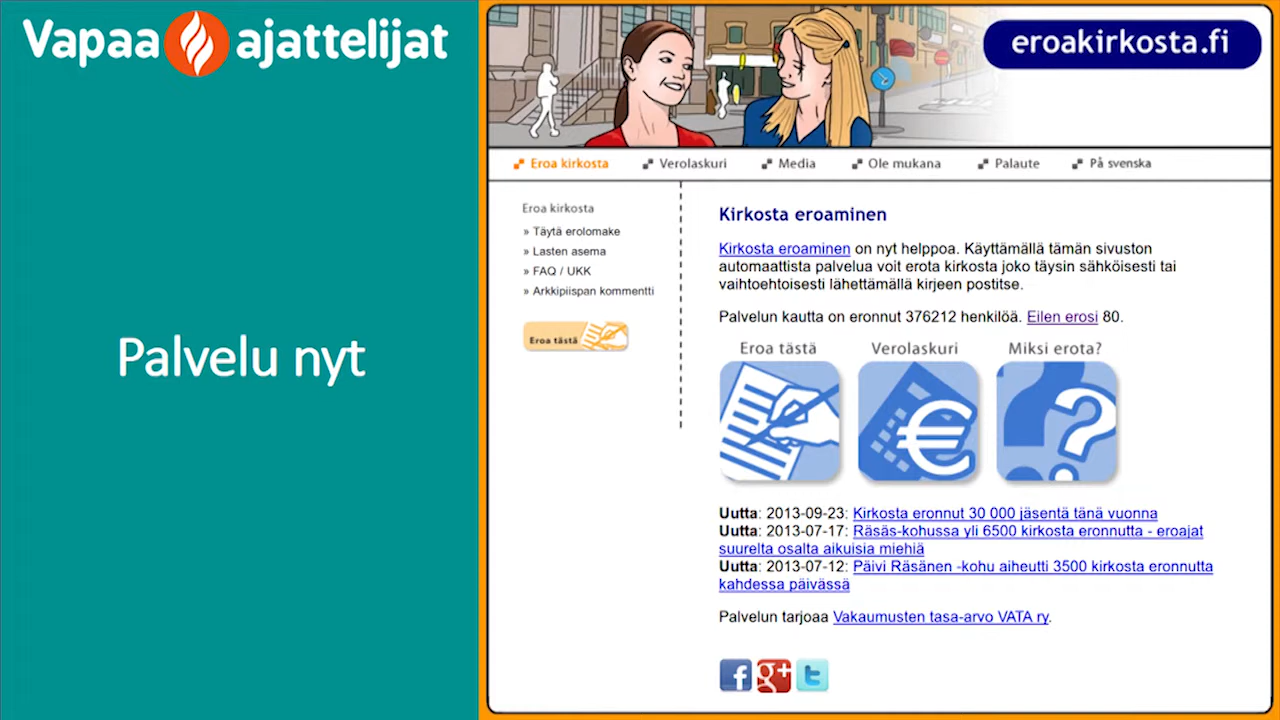 Vapaa ajattelijat
Palvelu nyt
eroakirkosta.fi
Eroa kirkosta Verolaskuri Media Ole mukana Palaute På svenska
Eroa kirkosta
» Täytä erolomake
» Lasten asema
» FAQ / UKK
» Arkkipiispan kommentti
Eroa tästä
Kirkosta eroaminen
Kirkosta eroaminen on nyt helppoa. Käyttämällä tämän sivuston
automaattista palvelua voit erota kirkosta joko täysin sähköisesti tai
vaihtoehtoisesti lähettämällä kirjeen postitse.
Palvelun kautta on eronnut 376212 henkilöä. Eilen erosi 80.
Eroa tästä Verolaskuri Miksi erota?
Uutta: 2013-09-23: Kirkosta eronnut 30 000 jäsentä tänä vuonna
Uutta: 2013-07-17: Räsäs-kohussa yli 6500 kirkosta eronnutta - eroajat
suurelta osalta aikuisia miehiä
Uutta: 2013-07-12: Päivi Räsänen -kohu aiheutti 3500 kirkosta eronnutta
kahdessa päivässä
Palvelun tarjoaa Vakaumusten tasa-arvo VATA ry.